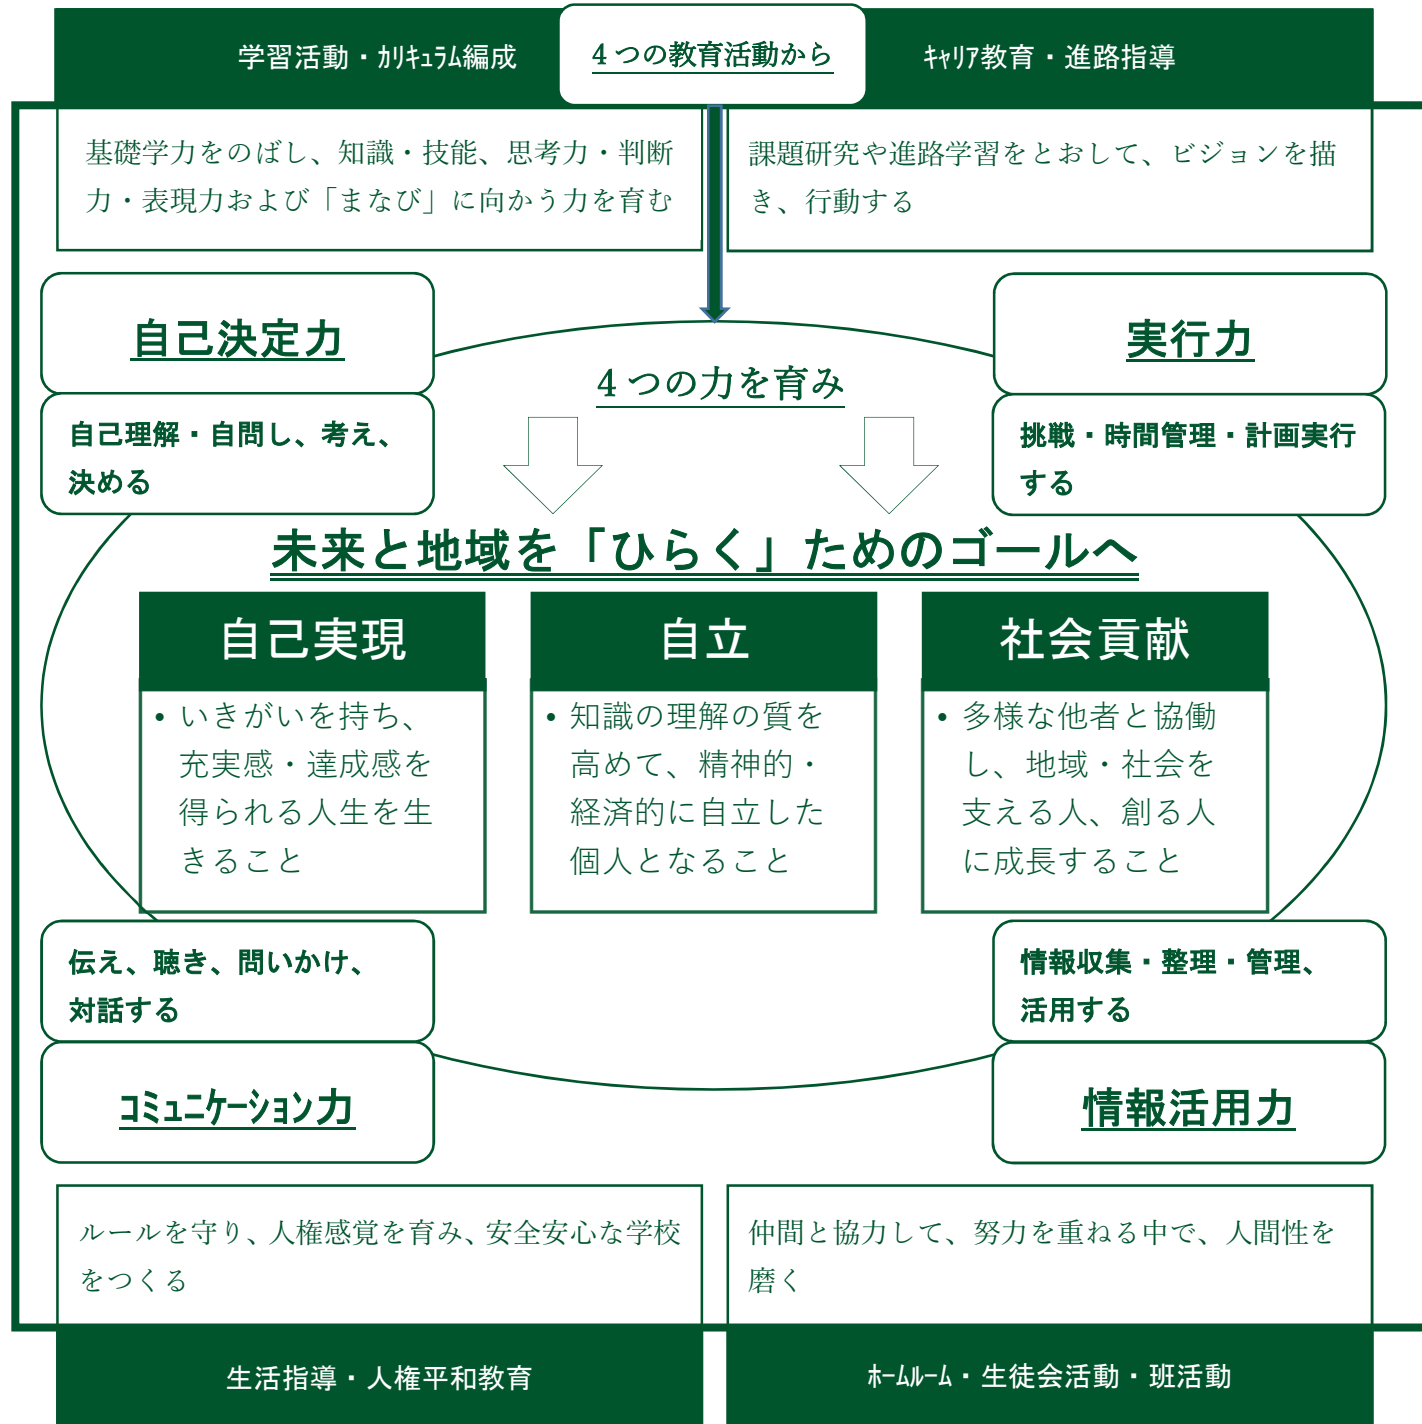 学習活動・ｶﾘｷｭﾗﾑ編成
4つの教育活動から
ｷｬﾘｱ教育・進路指導
基礎学力をのばし、知識・技能、思考力・判断
力・表現力および「まなび」に向かう力を育む
課題研究や進路学習をとおして、ビジョンを描
き、行動する
自己決定力
自己理解・自問し、考え、
決める
実行力
挑戦・時間管理・計画実行
する
4つの力を育み
未来と地域を「ひらく」ためのゴールへ
自己実現
• いきがいを持ち、
充実感・達成感を
得られる人生を生
きること
自立
• 知識の理解の質を
高めて、精神的・
経済的に自立した
個人となること
社会貢献
• 多様な他者と協働
し、地域・社会を
支える人、創る人
に成長すること
伝え、聴き、問いかけ、
対話する
ｺﾐｭﾆｹｰｼｮﾝ力
情報収集・整理・管理、
活用する
情報活用力
ルールを守り、人権感覚を育み、安全安心な学校
をつくる
仲間と協力して、努力を重ねる中で、人間性を
磨く
生活指導・人権平和教育
ﾎｰﾑﾙｰﾑ・生徒会活動・班活動